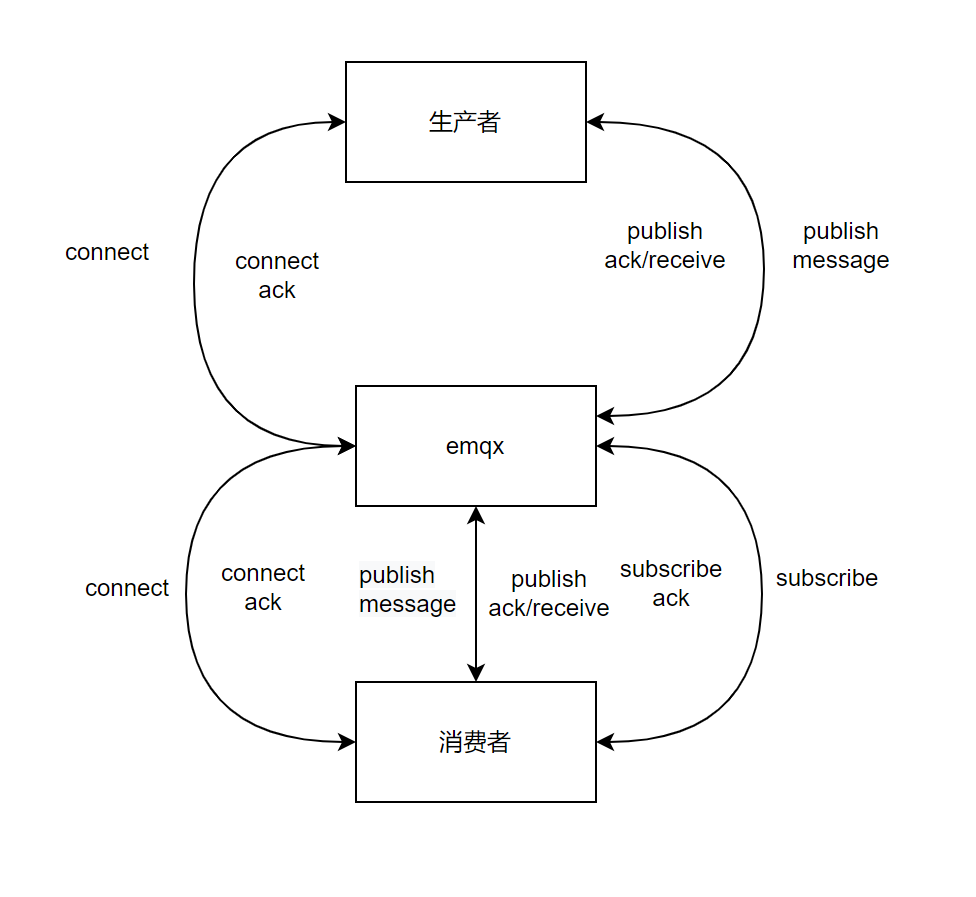 生产者
connect
connect
ack
publish
ack/receive
publish
message
emqx
connect
connect
ack
publish
message
publish
ack/receive
subscribe
ack
subscribe
消费者